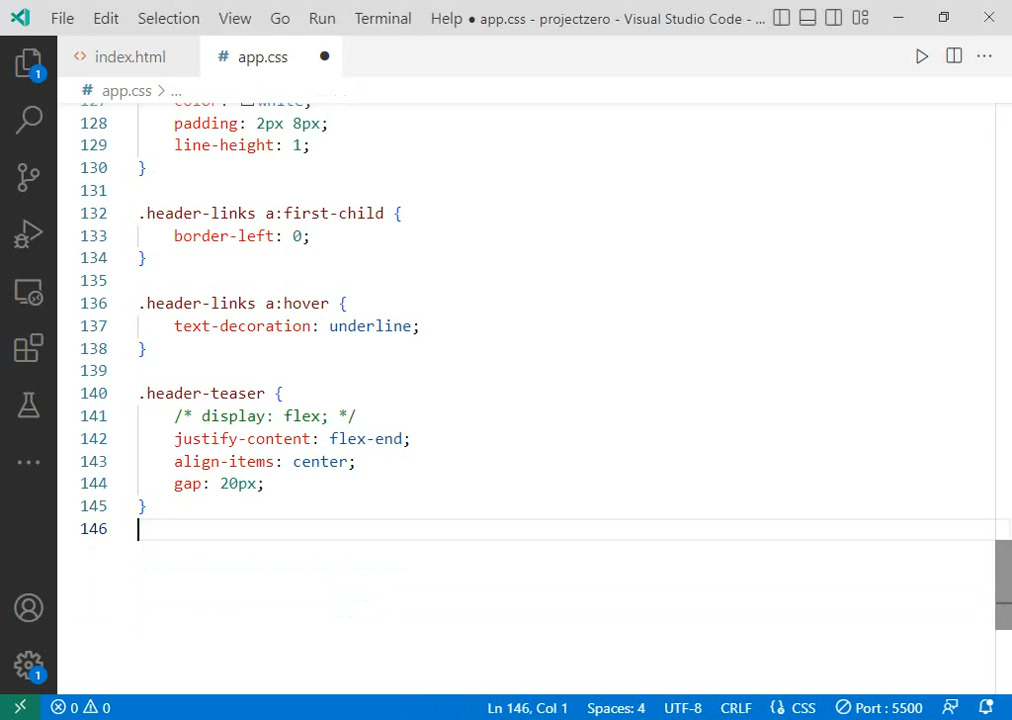 File Edit Selection View Go Run Terminal Help ● app.css - projectzero - Visual Studio Code - ...
<> index.html # app.css ●
# app.css > ...
127 color: white;
128 padding: 2px 8px;
129 line-height: 1;
130 }
131
132 .header-links a:first-child {
133 border-left: 0;
134 }
135
136 .header-links a:hover {
137 text-decoration: underline;
138 }
139
140 .header-teaser {
141 /* display: flex; */
142 justify-content: flex-end;
143 align-items: center;
144 gap: 20px;
145 }
146
1
1
0 0 Ln 146, Col 1 Spaces: 4 UTF-8 CRLF {} CSS Port : 5500